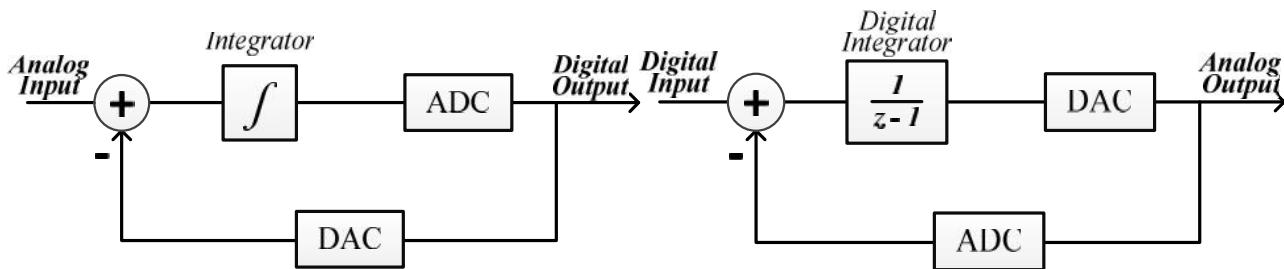 Integrator
Analog
Input
+
∫
ADC
Digital
Output
-
DAC
Digital
Integrator
Digital
Input
+
1
z - 1
DAC
Analog
Output
-
ADC